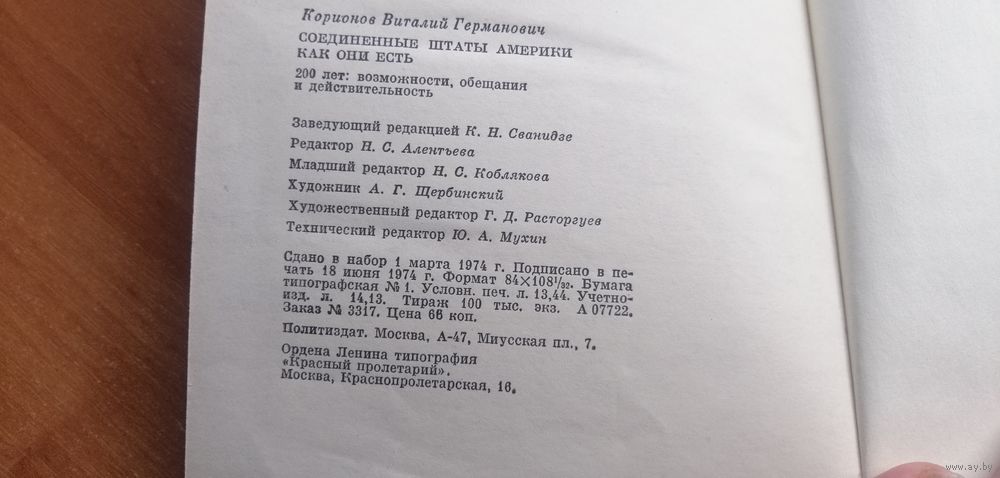 Корионов Виталий Германович
СОЕДИНЕННЫЕ ШТАТЫ АМЕРИКИ
КАК ОНИ ЕСТЬ
200 лет: возможности, обещания
и действительность
Заведующий редакцией К. Н. Сванидзе
Редактор Н. С. Алентьева
Младший редактор Н. С. Коблякова
Художник А. Г. Щербинский
Художественный редактор Г. Д. Расторгуев
Технический редактор Ю. А. Мухин
Сдано в набор 1 марта 1974 г. Подписано в пе-
чать 18 июня 1974 г. Формат 84×108¹/₃₂. Бумага
типографская № 1. Условн. печ. л. 13,44. Учетно-
изд. л. 14,13. Тираж 100 тыс. экз. А 07722.
Заказ № 3317. Цена 66 коп.
Политиздат. Москва, А-47, Миусская пл., 7.
Ордена Ленина типография
«Красный пролетарий».
Москва, Краснопролетарская, 16.
www.ay.by